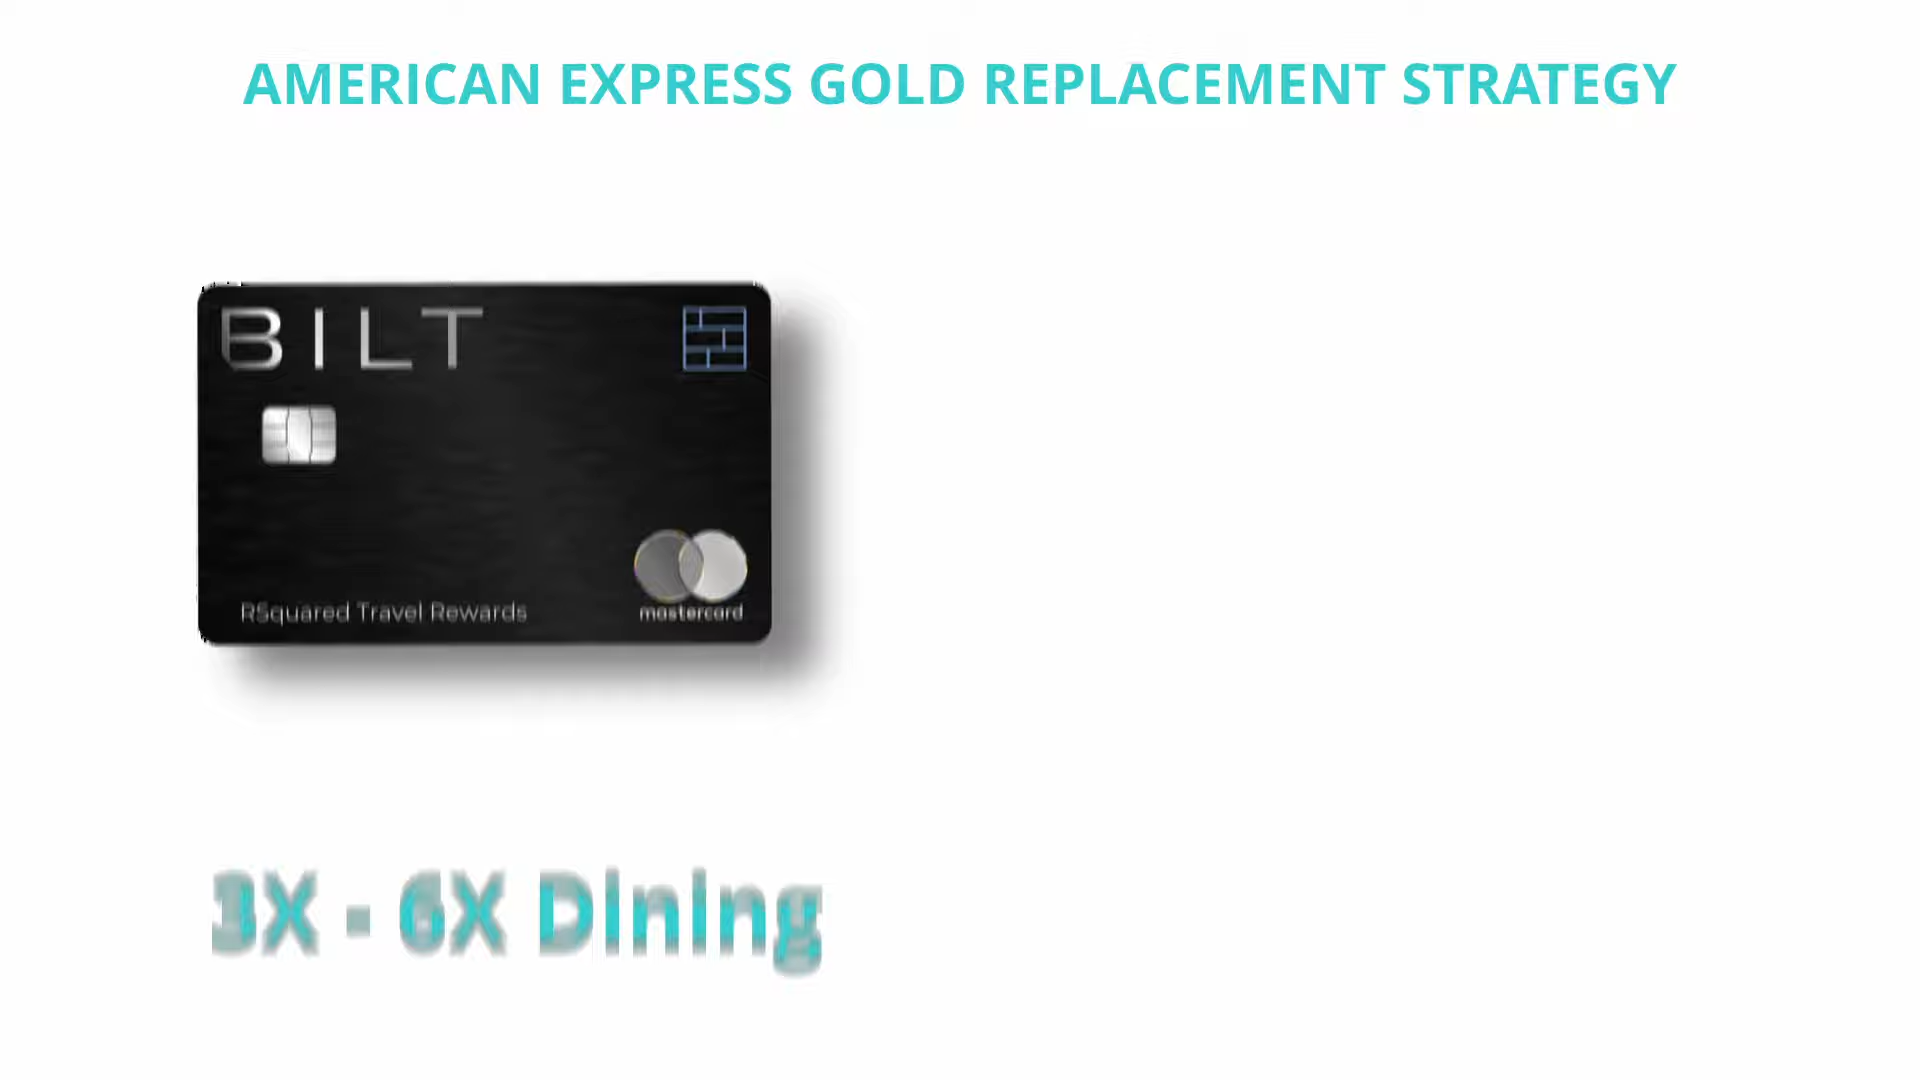 AMERICAN EXPRESS GOLD REPLACEMENT STRATEGY
BILT
RSquared Travel Rewards
mastercard
3X - 6X Dining